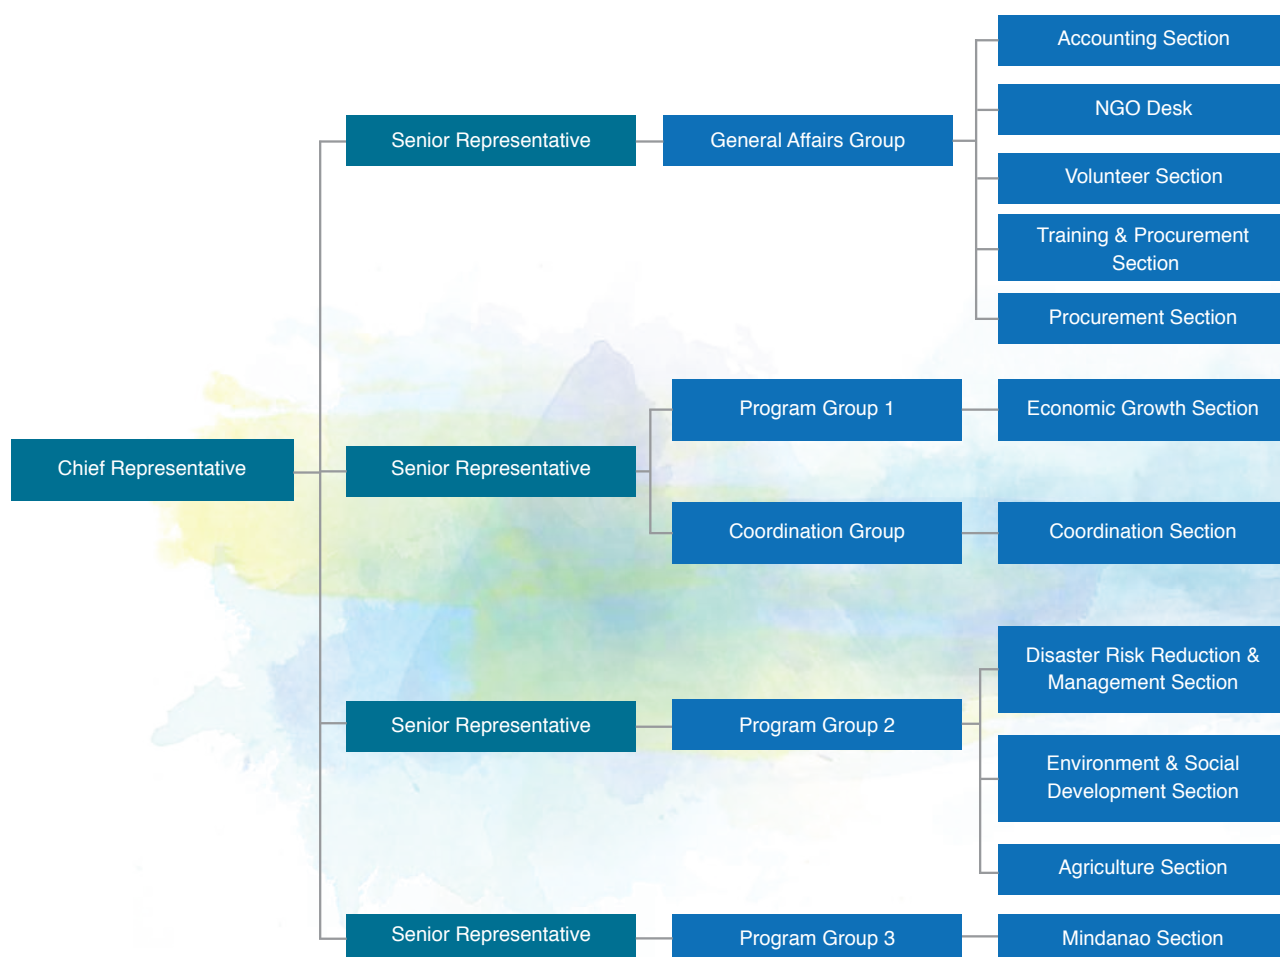 Accounting Section
NGO Desk
Senior Representative
General Affairs Group
Volunteer Section
Training & Procurement
Section
Procurement Section
Program Group 1
Economic Growth Section
Chief Representative
Senior Representative
Coordination Group
Coordination Section
Disaster Risk Reduction &
Management Section
Senior Representative
Program Group 2
Environment & Social
Development Section
Agriculture Section
Senior Representative
Program Group 3
Mindanao Section